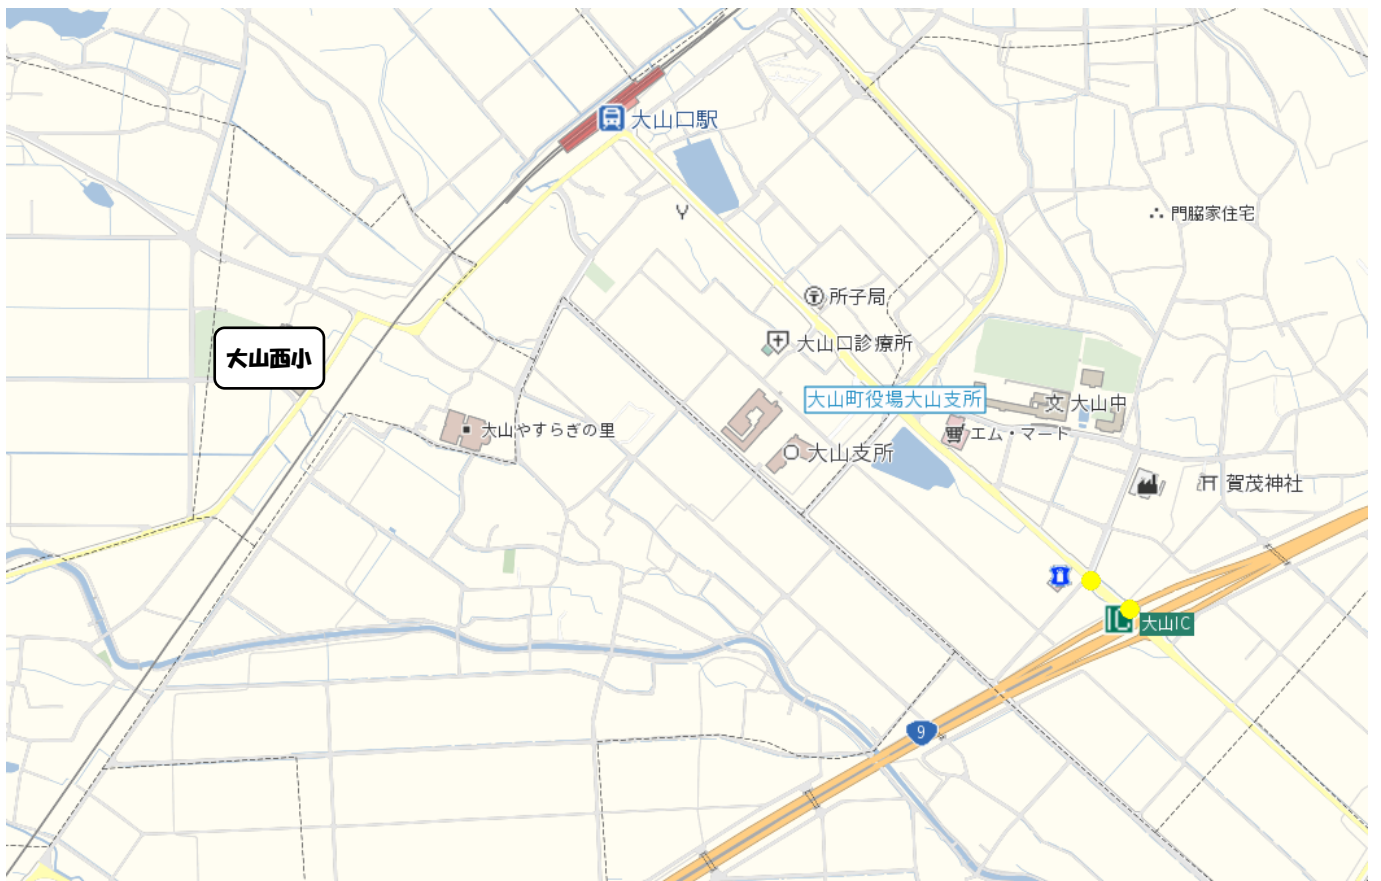 大山口駅
門脇家住宅
所子局
大山口診療所
大山西小
大山町役場大山支所
文 大山中
大山やすらぎの里
エム・マート
大山支所
賀茂神社
IC
大山IC
9